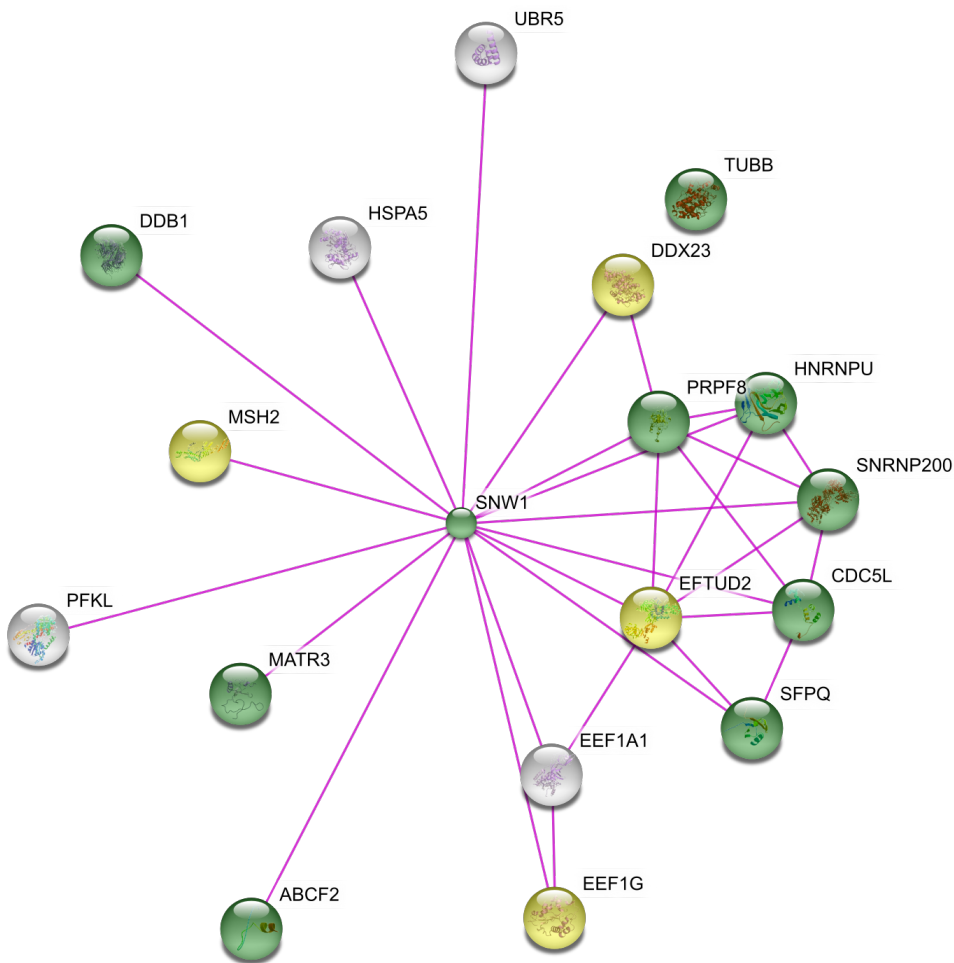 UBR5
TUBB
HSPA5
DDB1
DDX23
HNRNPU
PRPF8
MSH2
SNRNP200
SNW1
CDC5L
EFTUD2
PFKL
MATR3
SFPQ
EEF1A1
EEF1G
ABCF2